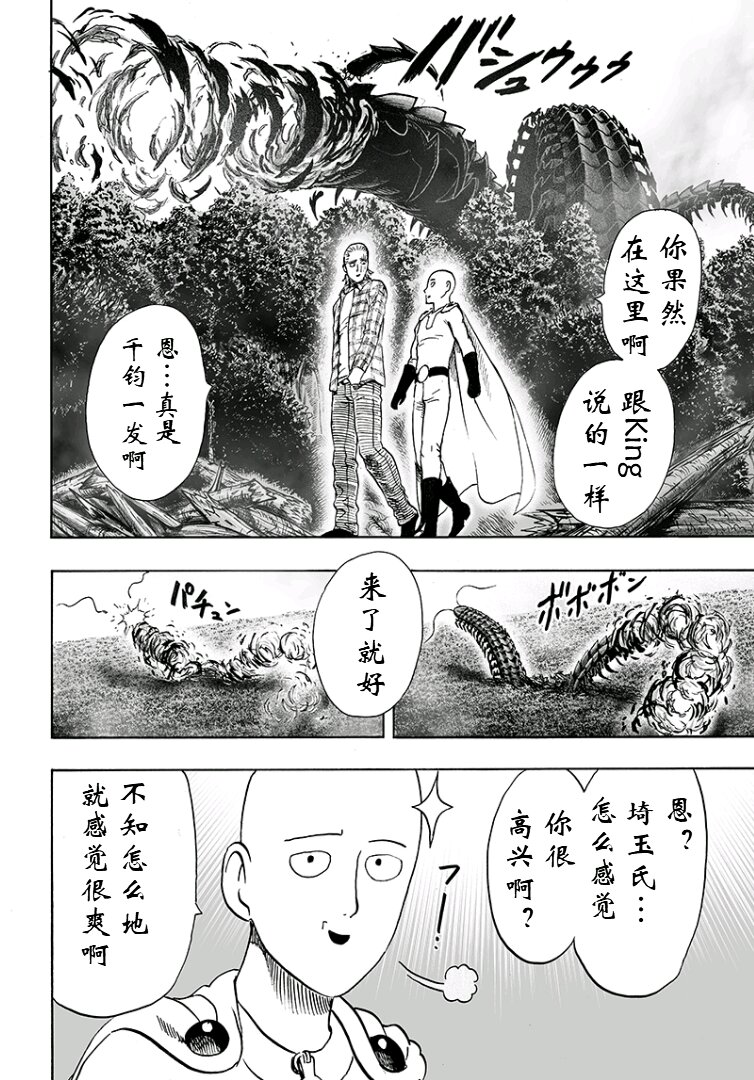 バシュゥゥゥ
你果然
在这里啊
跟King
说的一样
恩…真是
千钧一发啊
ボボボン
来了就好
パチュン
恩?
埼玉氏…
怎么感觉
你很
高兴啊?
フー…
不知怎么地
就感觉很爽啊